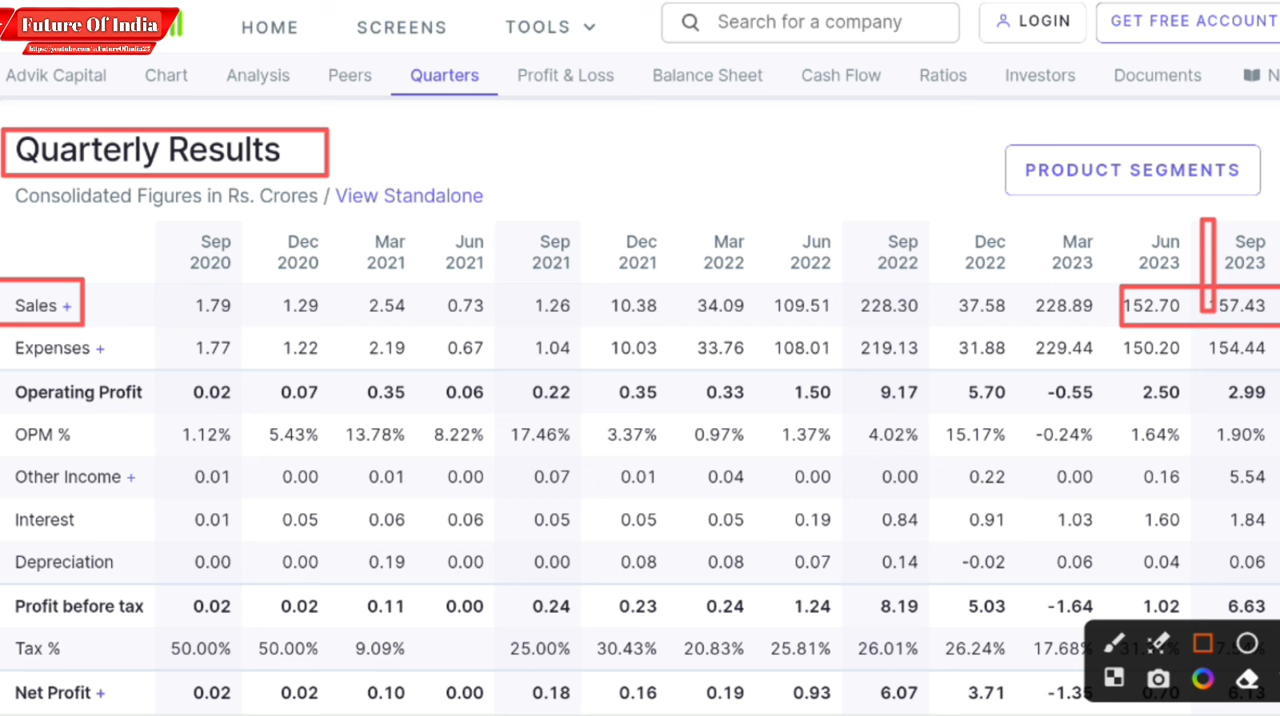 Future Of India
HOME SCREENS TOOLS Search for a company LOGIN GET FREE ACCOUNT
Advik Capital Chart Analysis Peers Quarters Profit & Loss Balance Sheet Cash Flow Ratios Investors Documents N
Quarterly Results
PRODUCT SEGMENTS
Consolidated Figures in Rs. Crores / View Standalone
Sep 2020 Dec 2020 Mar 2021 Jun 2021 Sep 2021 Dec 2021 Mar 2022 Jun 2022 Sep 2022 Dec 2022 Mar 2023 Jun 2023 Sep 2023
Sales + 1.79 1.29 2.54 0.73 1.26 10.38 34.09 109.51 228.30 37.58 228.89 152.70 157.43
Expenses + 1.77 1.22 2.19 0.67 1.04 10.03 33.76 108.01 219.13 31.88 229.44 150.20 154.44
Operating Profit 0.02 0.07 0.35 0.06 0.22 0.35 0.33 1.50 9.17 5.70 -0.55 2.50 2.99
OPM % 1.12% 5.43% 13.78% 8.22% 17.46% 3.37% 0.97% 1.37% 4.02% 15.17% -0.24% 1.64% 1.90%
Other Income + 0.01 0.00 0.01 0.00 0.07 0.01 0.04 0.00 0.00 0.22 0.00 0.16 5.54
Interest 0.01 0.05 0.06 0.06 0.05 0.05 0.05 0.19 0.84 0.91 1.03 1.60 1.84
Depreciation 0.00 0.00 0.19 0.00 0.00 0.08 0.08 0.07 0.14 -0.02 0.06 0.04 0.06
Profit before tax 0.02 0.02 0.11 0.00 0.24 0.23 0.24 1.24 8.19 5.03 -1.64 1.02 6.63
Tax % 50.00% 50.00% 9.09% 25.00% 30.43% 20.83% 25.81% 26.01% 26.24% 17.68%
Net Profit + 0.02 0.02 0.10 0.00 0.18 0.16 0.19 0.93 6.07 3.71 -1.35 0.70 6.13